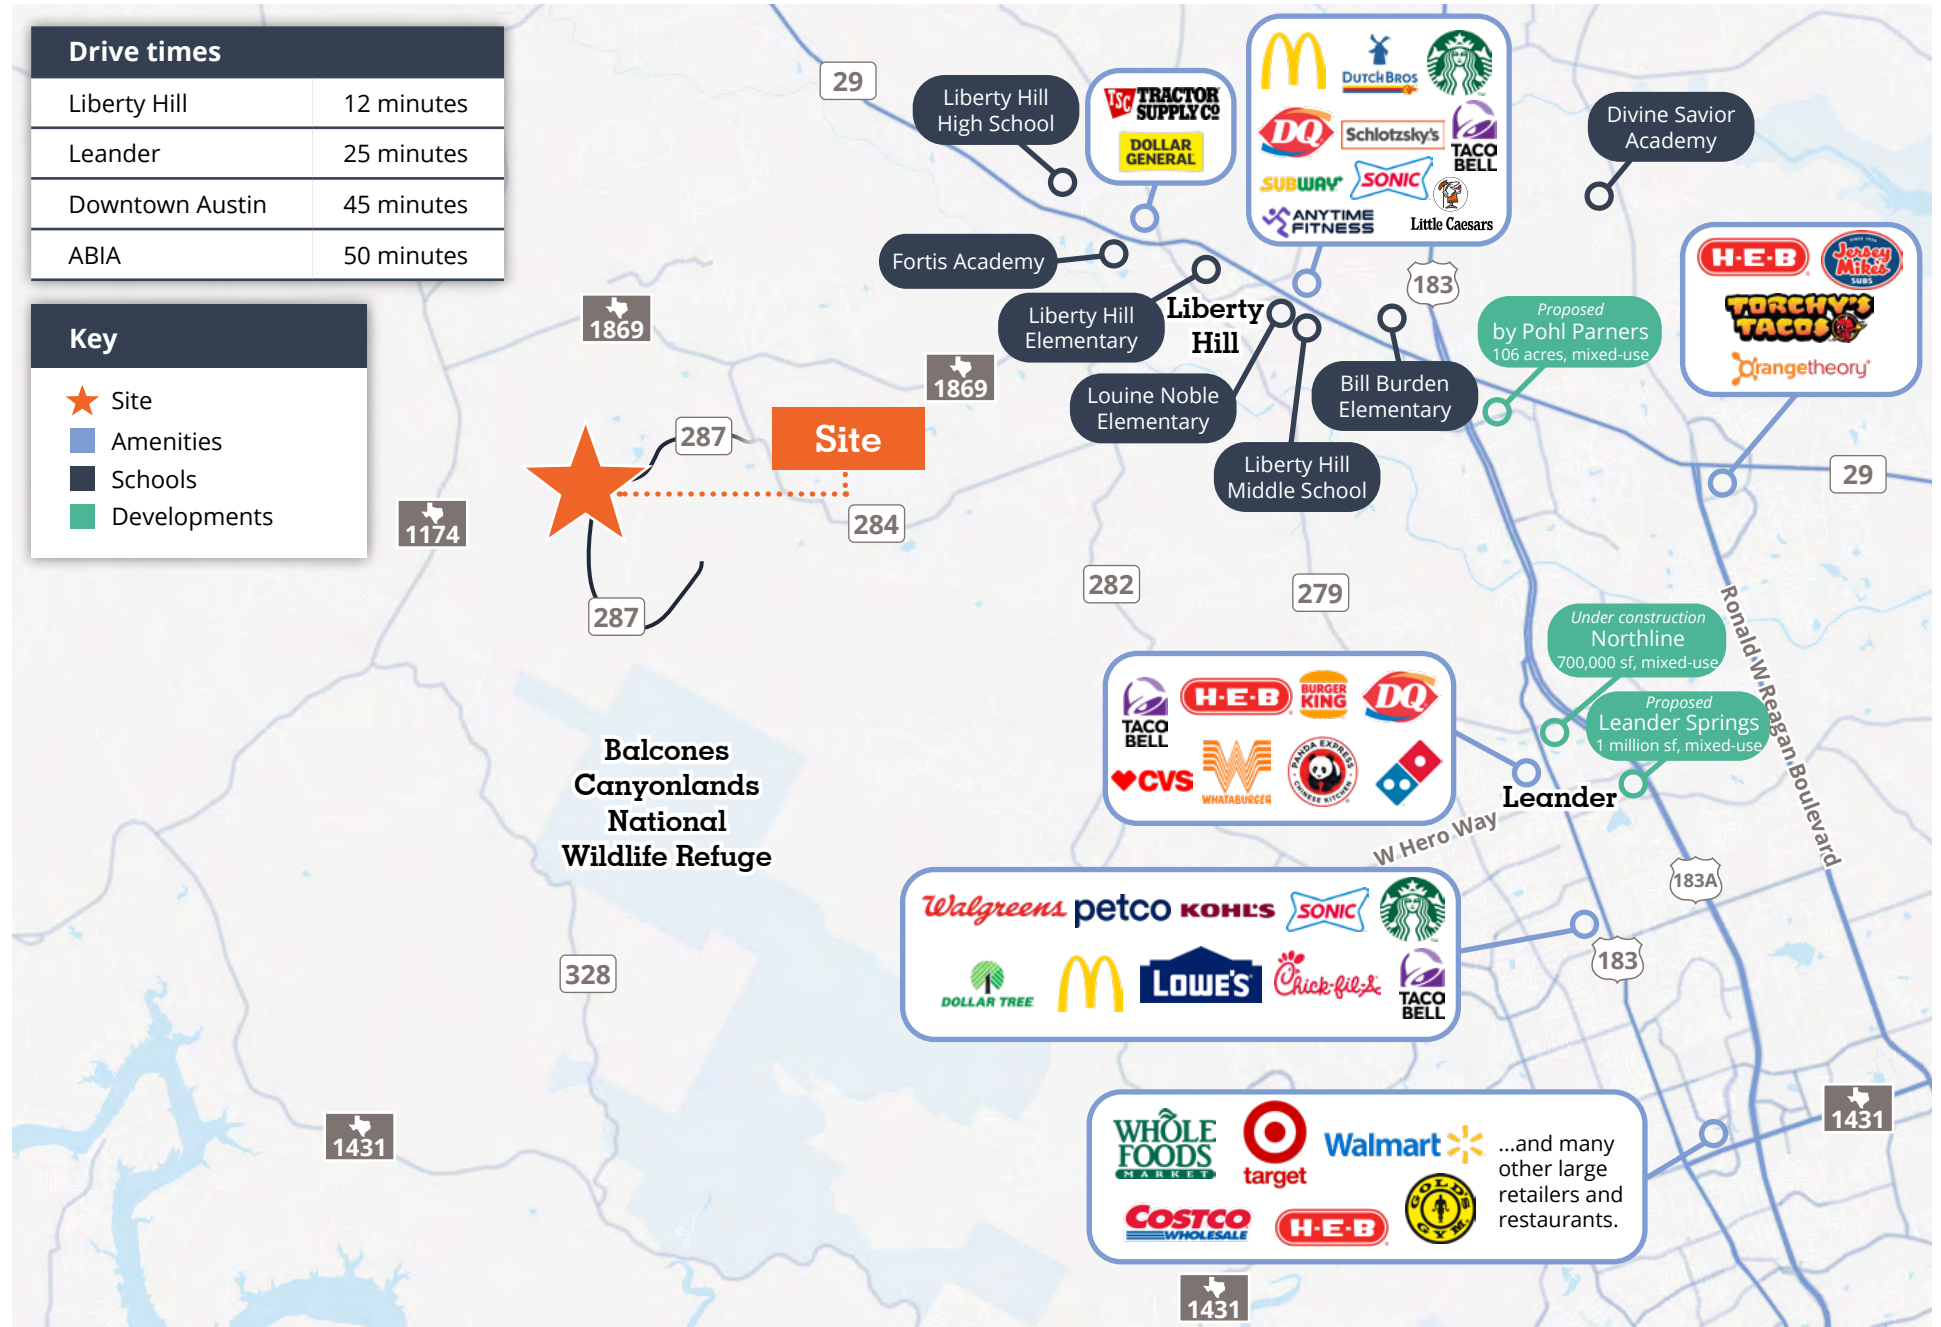 Drive times
Liberty Hill 12 minutes
Leander 25 minutes
Downtown Austin 45 minutes
ABIA 50 minutes
Key
Site
Amenities
Schools
Developments
29
Liberty Hill
High School
TSC TRACTOR
SUPPLY CO
DOLLAR
GENERAL
DUTCH BROS
DQ
Schlotzsky's
TACO
BELL
SUBWAY
SONIC
ANYTIME
FITNESS
Little Caesars
Divine Savior
Academy
H-E-B
SINCE 1956
Jersey
Mike's
SUBS
TORCHY'S
TACOS
Orangetheory
Fortis Academy
183
1869
Liberty Hill
Elementary
Liberty
Hill
Proposed
by Pohl Parners
106 acres, mixed-use
1869
Louine Noble
Elementary
Bill Burden
Elementary
287
Site
Liberty Hill
Middle School
29
1174
284
282
279
287
Ronald W Reagan Boulevard
Under construction
Northline
700,000 sf, mixed-use
Proposed
Leander Springs
1 million sf, mixed-use
TACO
BELL
H-E-B
BURGER
KING
DQ
CVS
WHATABURGER
PANDA EXPRESS
CHINESE KITCHEN
Leander
W Hero Way
Balcones
Canyonlands
National
Wildlife Refuge
183A
Walgreens petco KOHL'S SONIC
DOLLAR TREE
LOWE'S
Chick-fil-A
TACO
BELL
183
328
1431
1431
WHOLE
FOODS
MARKET
target
Walmart
...and many
other large
retailers and
restaurants.
COSTCO
WHOLESALE
H-E-B
GOLD'S
GYM
1431